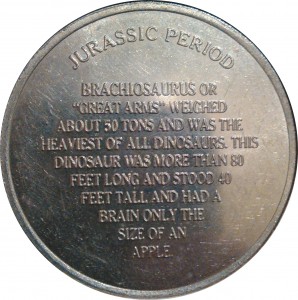 JURASSIC PERIOD
BRACHIOSAURUS OR
"GREAT ARMS" WEIGHED
ABOUT 50 TONS AND WAS THE
HEAVIEST OF ALL DINOSAURS. THIS
DINOSAUR WAS MORE THAN 80
FEET LONG AND STOOD 40
FEET TALL AND HAD A
BRAIN ONLY THE
SIZE OF AN
APPLE.